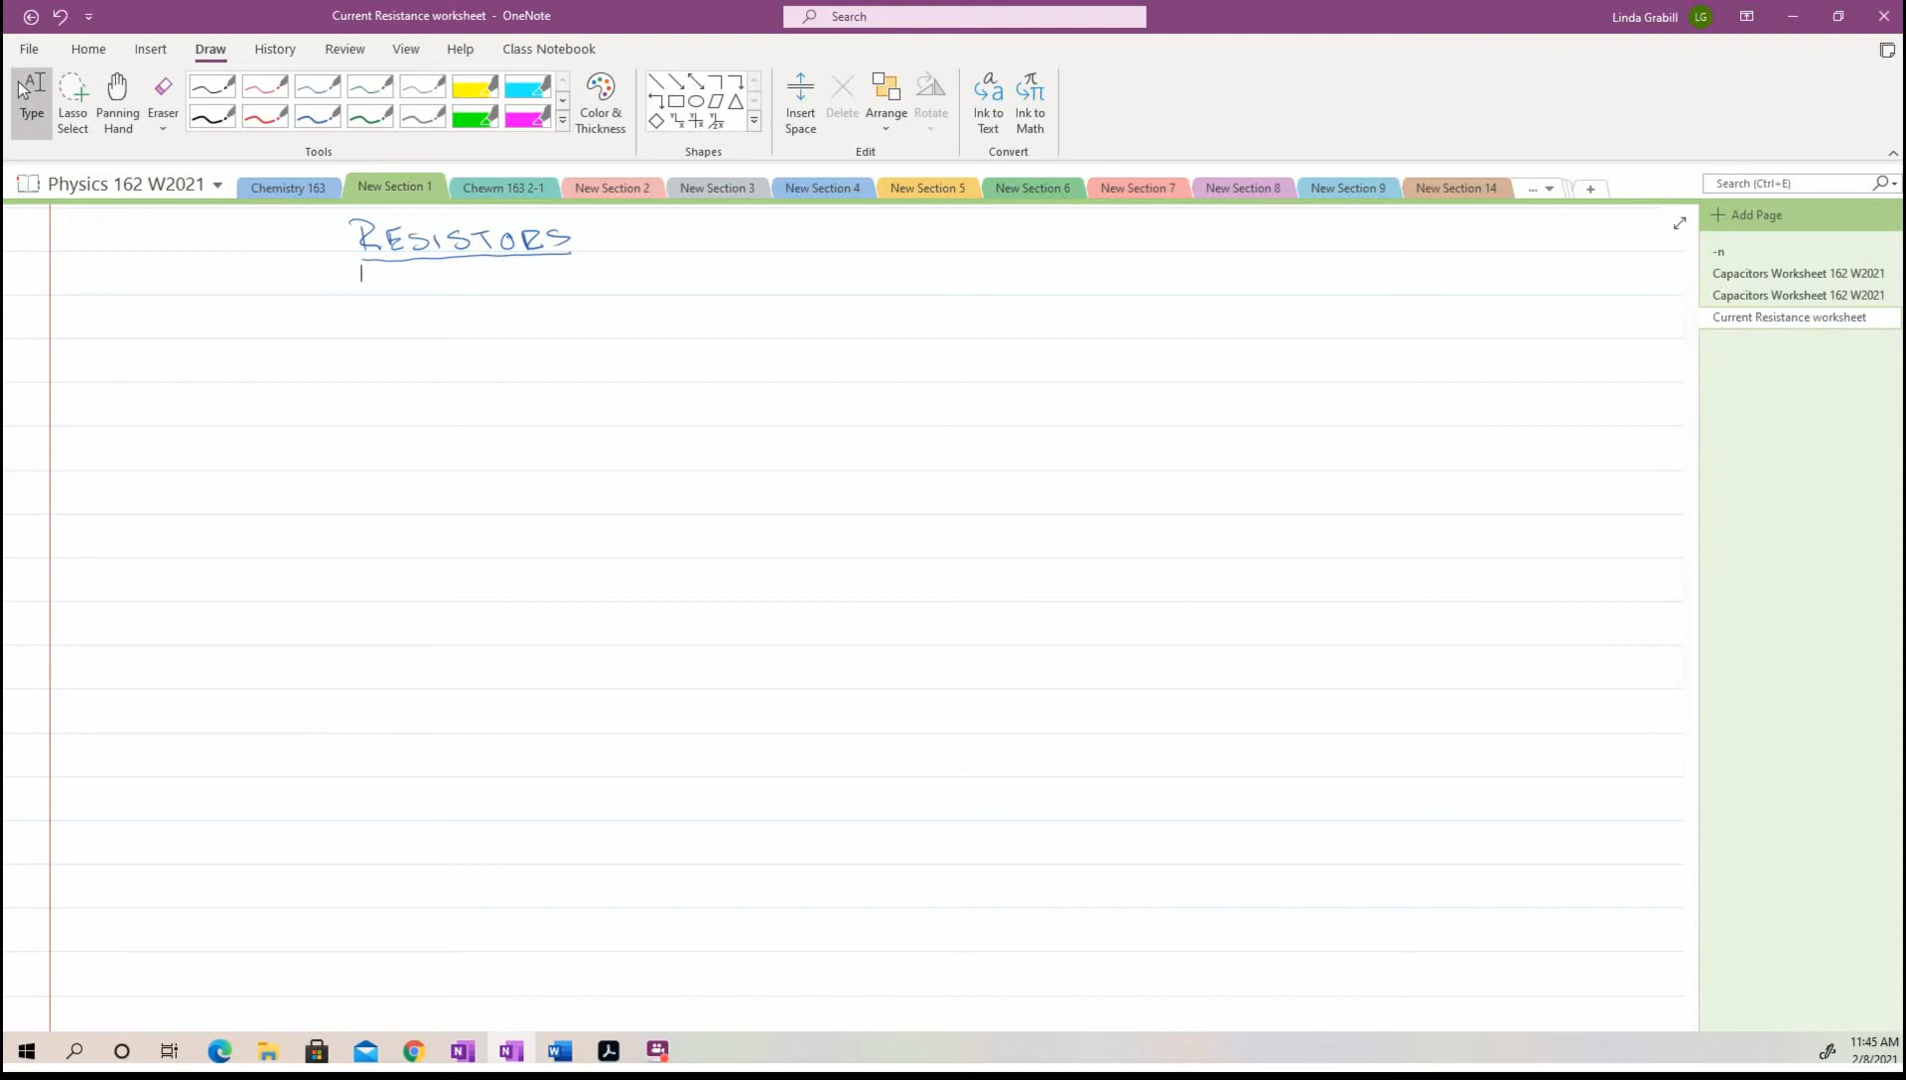 Current Resistance worksheet - OneNote
Search
Linda Grabill
LG
File Home Insert Draw History Review View Help Class Notebook
Type
Lasso Select
Panning Hand
Eraser
Color & Thickness
Insert Space
Delete
Arrange
Rotate
Ink to Text
Ink to Math
Tools
Shapes
Edit
Convert
Physics 162 W2021
Chemistry 163
New Section 1
Chewm 163 2-1
New Section 2
New Section 3
New Section 4
New Section 5
New Section 6
New Section 7
New Section 8
New Section 9
New Section 14
...
Search (Ctrl+E)
Add Page
-n
Capacitors Worksheet 162 W2021
Capacitors Worksheet 162 W2021
Current Resistance worksheet
RESISTORS
11:45 AM
2/8/2021